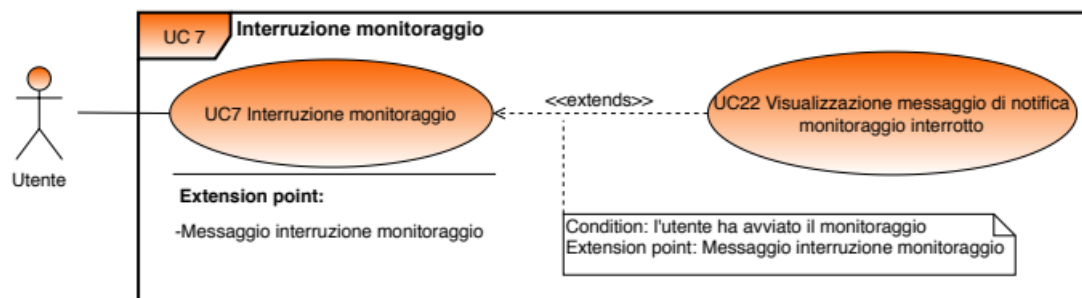 UC 7
Interruzione monitoraggio
Utente
UC7 Interruzione monitoraggio
<<extends>>
UC22 Visualizzazione messaggio di notifica
monitoraggio interrotto
Extension point:
-Messaggio interruzione monitoraggio
Condition: l'utente ha avviato il monitoraggio
Extension point: Messaggio interruzione monitoraggio